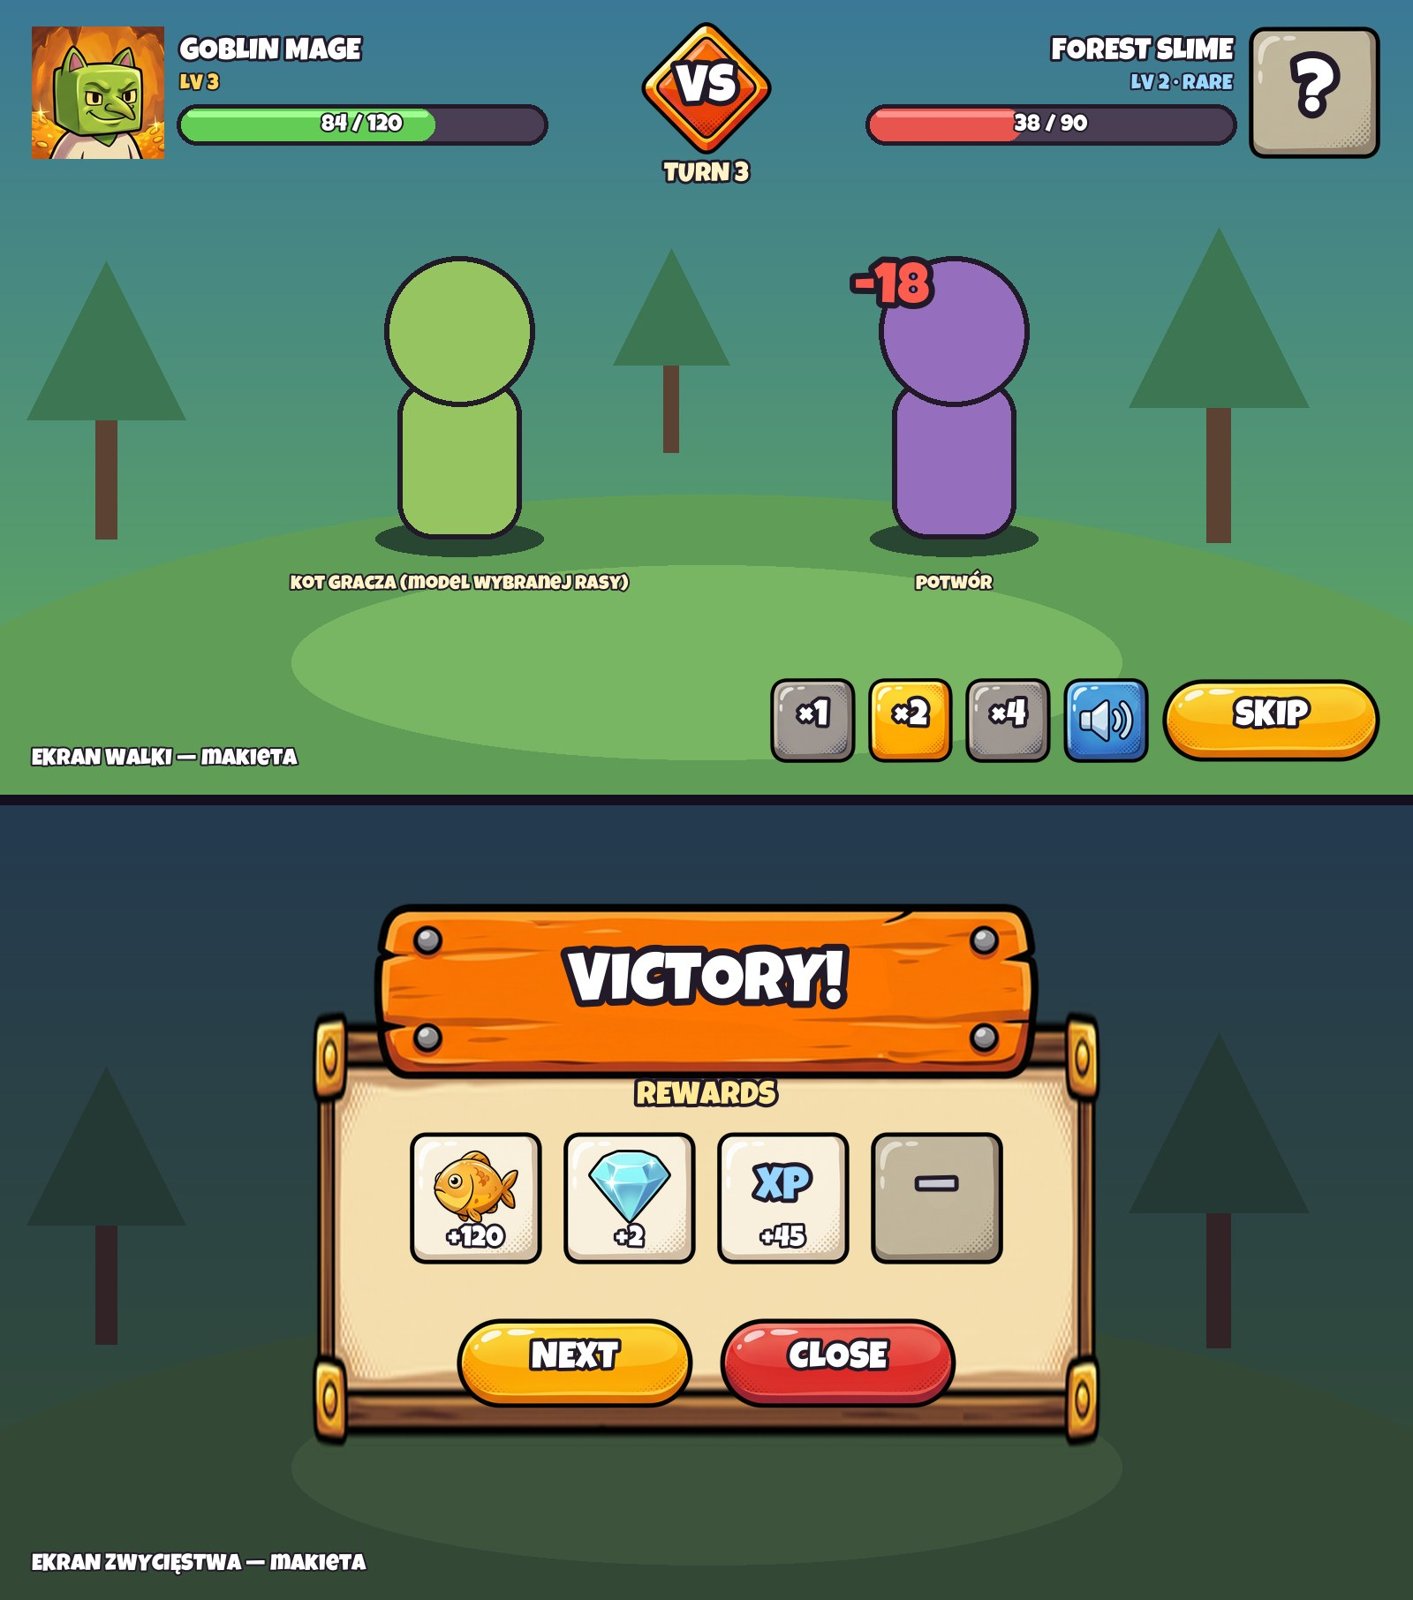 GOBLIN MAGE
LV 3
84 / 120
VS
TURN 3
FOREST SLIME
LV 2 · RARE
38 / 90
?
-18
KOT GRACZA (MODEL WYBRANEJ RASY)
POTWÓR
×1
×2
×4
SKIP
EKRAN WALKI — MAKIETA
VICTORY!
REWARDS
+120
+2
XP
+45
–
NEXT
CLOSE
EKRAN ZWYCIĘSTWA — MAKIETA